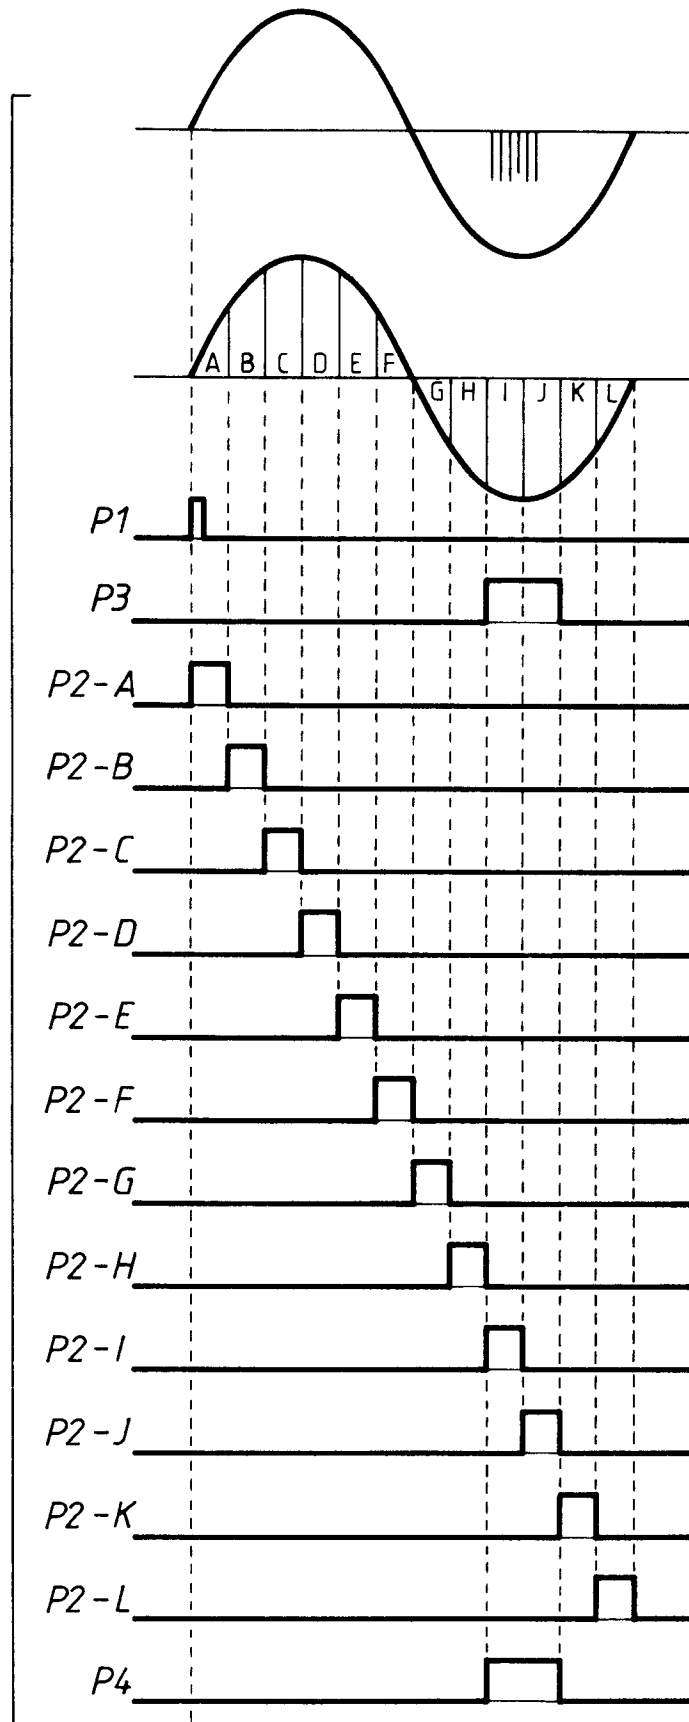 A B C D E F
G H I J K L
P1
P3
P2-A
P2-B
P2-C
P2-D
P2-E
P2-F
P2-G
P2-H
P2-I
P2-J
P2-K
P2-L
P4